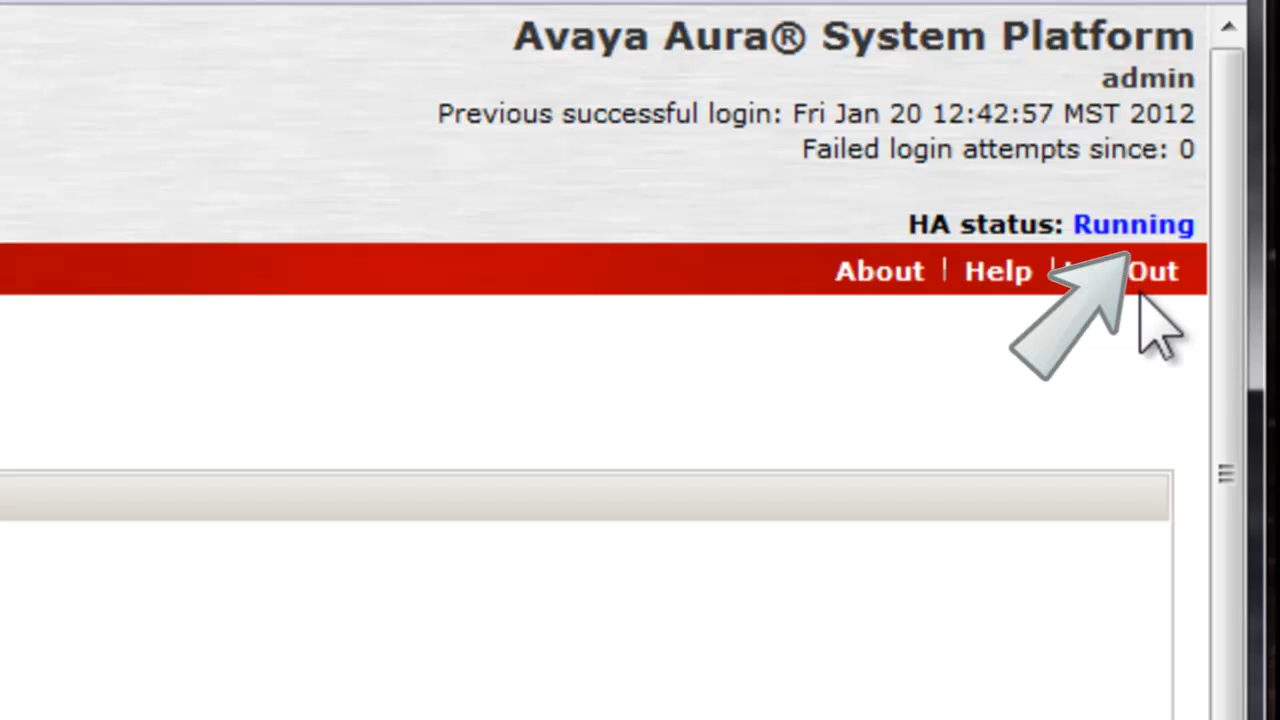 Avaya Aura® System Platform
admin
Previous successful login: Fri Jan 20 12:42:57 MST 2012
Failed login attempts since: 0
HA status: Running
About | Help | Out